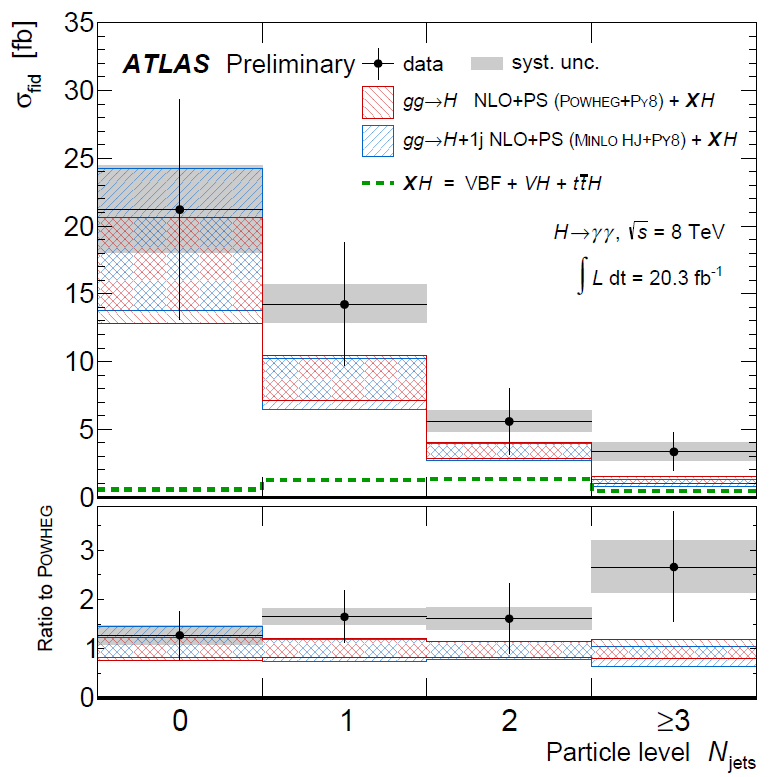 σfid [fb]
35
30
25
20
15
10
5
0
ATLAS Preliminary
data
syst. unc.
gg→H NLO+PS (POWHEG+PY8) + XH
gg→H+1j NLO+PS (MINLO HJ+PY8) + XH
XH = VBF + VH + tt̄H
H→γγ, √s = 8 TeV
∫ L dt = 20.3 fb⁻¹
Ratio to POWHEG
3
2
1
0
0 1 2 ≥3
Particle level Njets